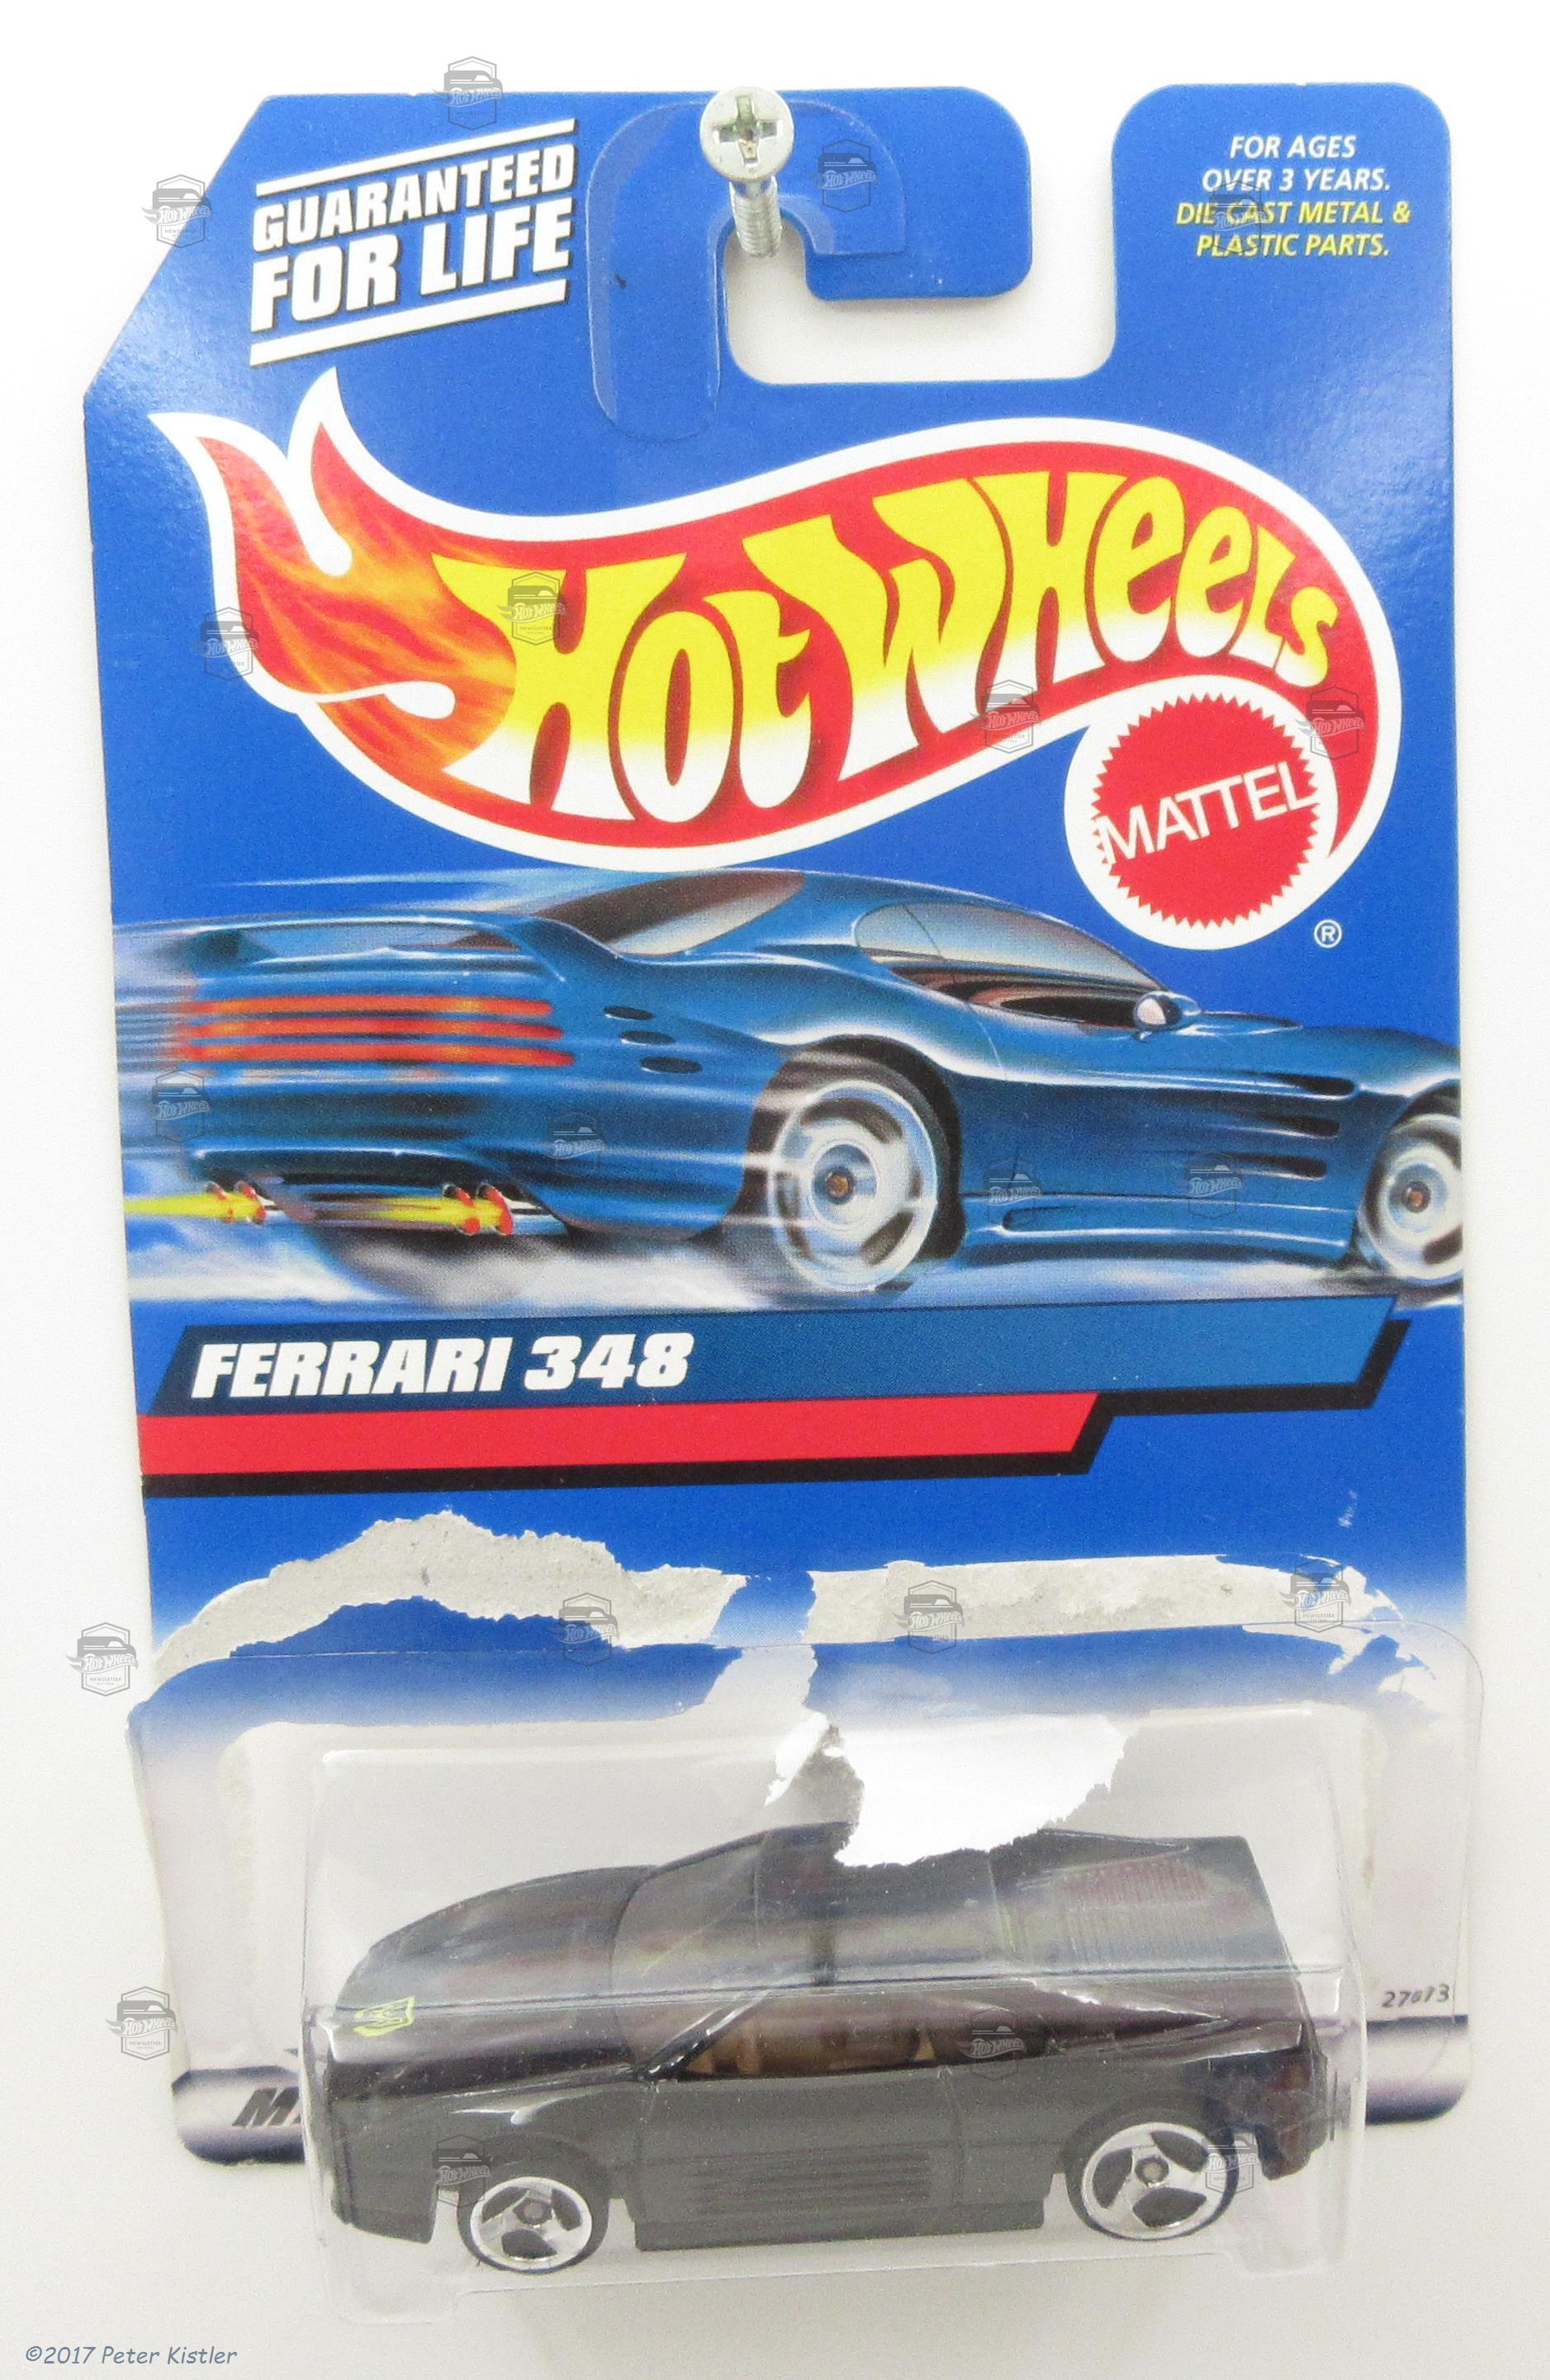 GUARANTEED
FOR LIFE
FOR AGES
OVER 3 YEARS.
DIE CAST METAL &
PLASTIC PARTS.
HOT WHEELS
MATTEL
®
FERRARI 348
©2017 Peter Kistler